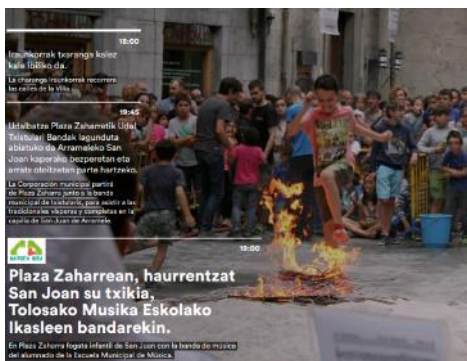 18:00
Iraunkorrak txaranga kalez
kale ibiliko da.
La charanga Iraunkorrak recorrerá
las calles de la Villa.
18:45
Udalbatza Plaza Zaharretik Udal
Txistulari Bandak lagunduta
abiatuko da Arrameleko San
Joan kaperako bezperetan eta
arrats otoitzetan parte hartzeko.
La Corporación municipal partirá
de Plaza Zaharra junto a la banda
municipal de txistularis, para asistir a las
tradicionales vísperas y completas en la
capilla de San Juan de Arramele.
19:00
Plaza Zaharrean, haurrentzat
San Joan su txikia,
Tolosako Musika Eskolako
Ikasleen bandarekin.
En Plaza Zaharra fogata infantil de San Juan con la banda de música
del alumnado de la Escuela Municipal de Música.